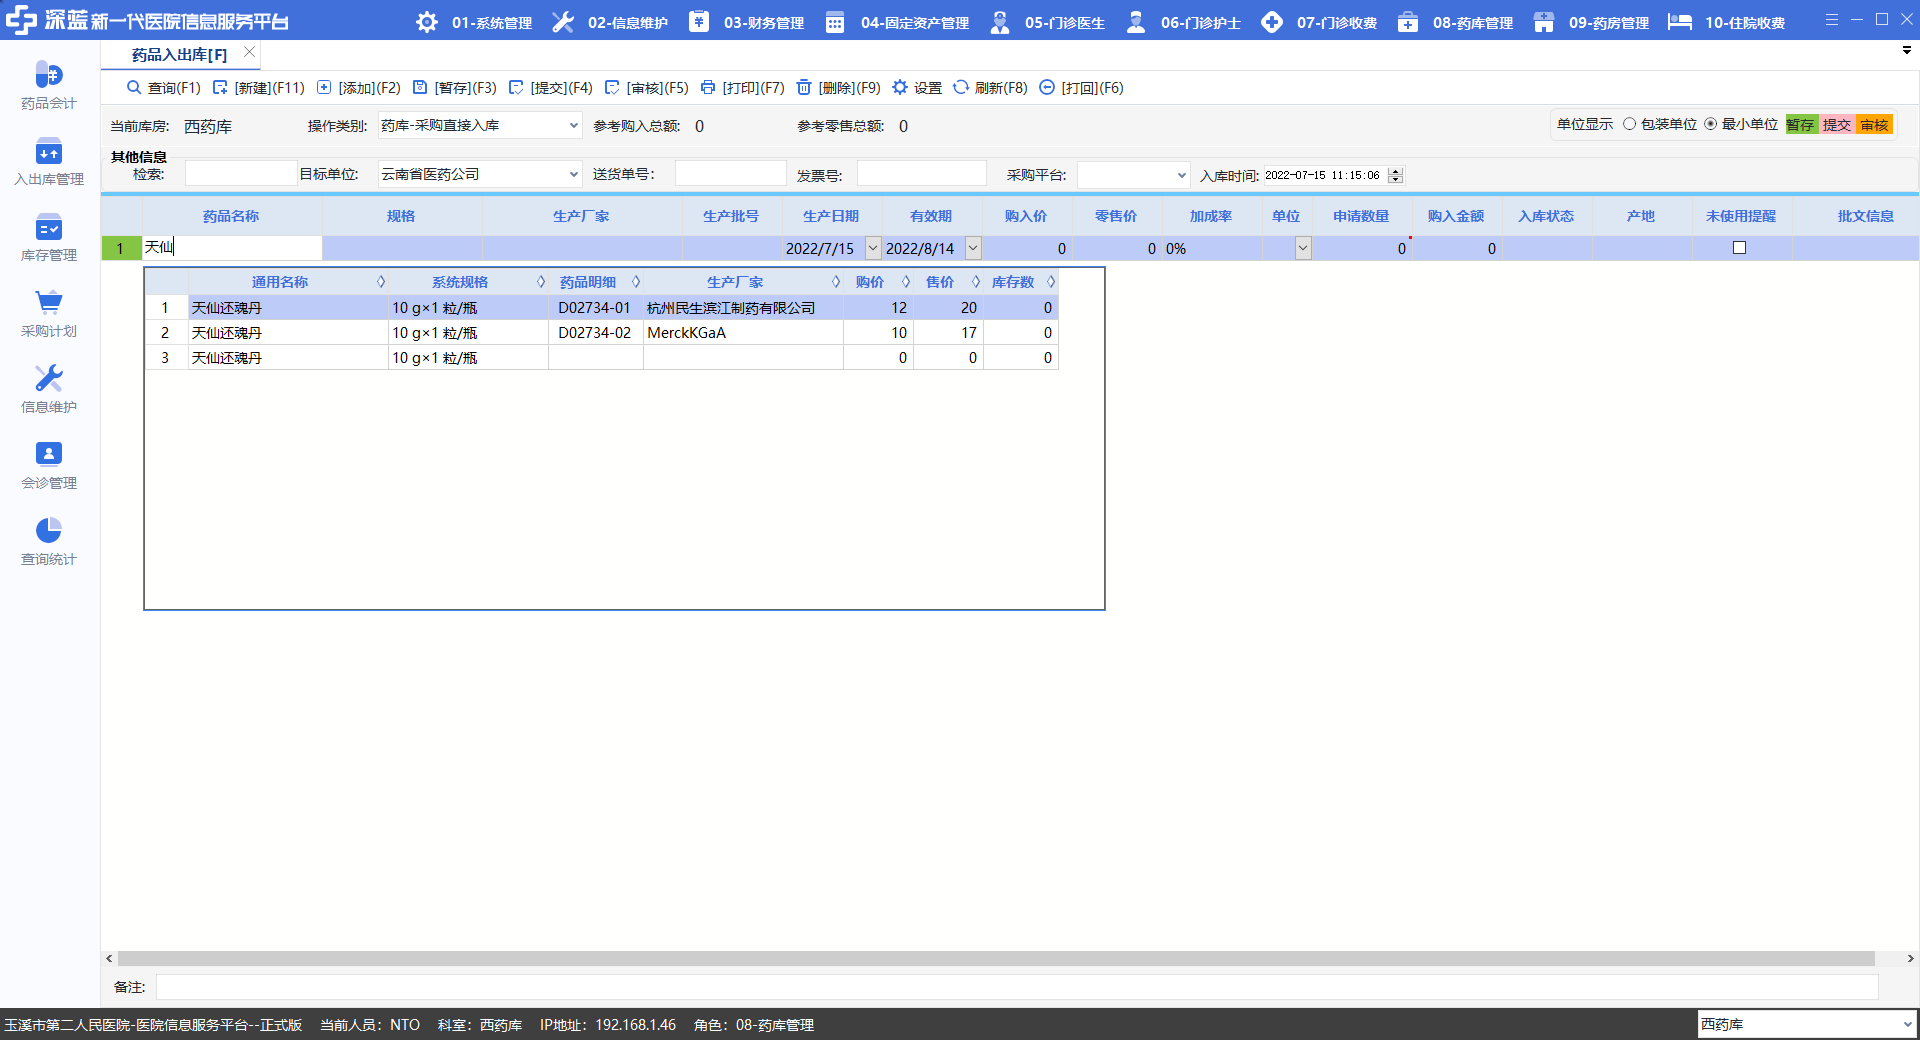 深蓝新一代医院信息服务平台 01-系统管理 02-信息维护 03-财务管理 04-固定资产管理 05-门诊医生 06-门诊护士 07-门诊收费 08-药库管理 09-药房管理 10-住院收费
药品入出库[F]
查询(F1) [新建](F11) [添加](F2) [暂存](F3) [提交](F4) [审核](F5) [打印](F7) [删除](F9) 设置 刷新(F8) [打回](F6)
当前库房: 西药库 操作类别: 药库-采购直接入库 参考购入总额: 0 参考零售总额: 0 单位显示 包装单位 最小单位 暂存 提交 审核
其他信息
检索: 目标单位: 云南省医药公司 送货单号: 发票号: 采购平台: 入库时间: 2022-07-15 11:15:06
药品名称 规格 生产厂家 生产批号 生产日期 有效期 购入价 零售价 加成率 单位 申请数量 购入金额 入库状态 产地 未使用提醒 批文信息
1 天仙 2022/7/15 2022/8/14 0 0 0% 0 0
通用名称 系统规格 药品明细 生产厂家 购价 售价 库存数
1 天仙还魂丹 10 g×1 粒/瓶 D02734-01 杭州民生滨江制药有限公司 12 20 0
2 天仙还魂丹 10 g×1 粒/瓶 D02734-02 MerckKGaA 10 17 0
3 天仙还魂丹 10 g×1 粒/瓶 0 0 0
药品会计
入出库管理
库存管理
采购计划
信息维护
会诊管理
查询统计
备注:
玉溪市第二人民医院-医院信息服务平台--正式版 当前人员: NTO 科室: 西药库 IP地址: 192.168.1.46 角色: 08-药库管理 西药库